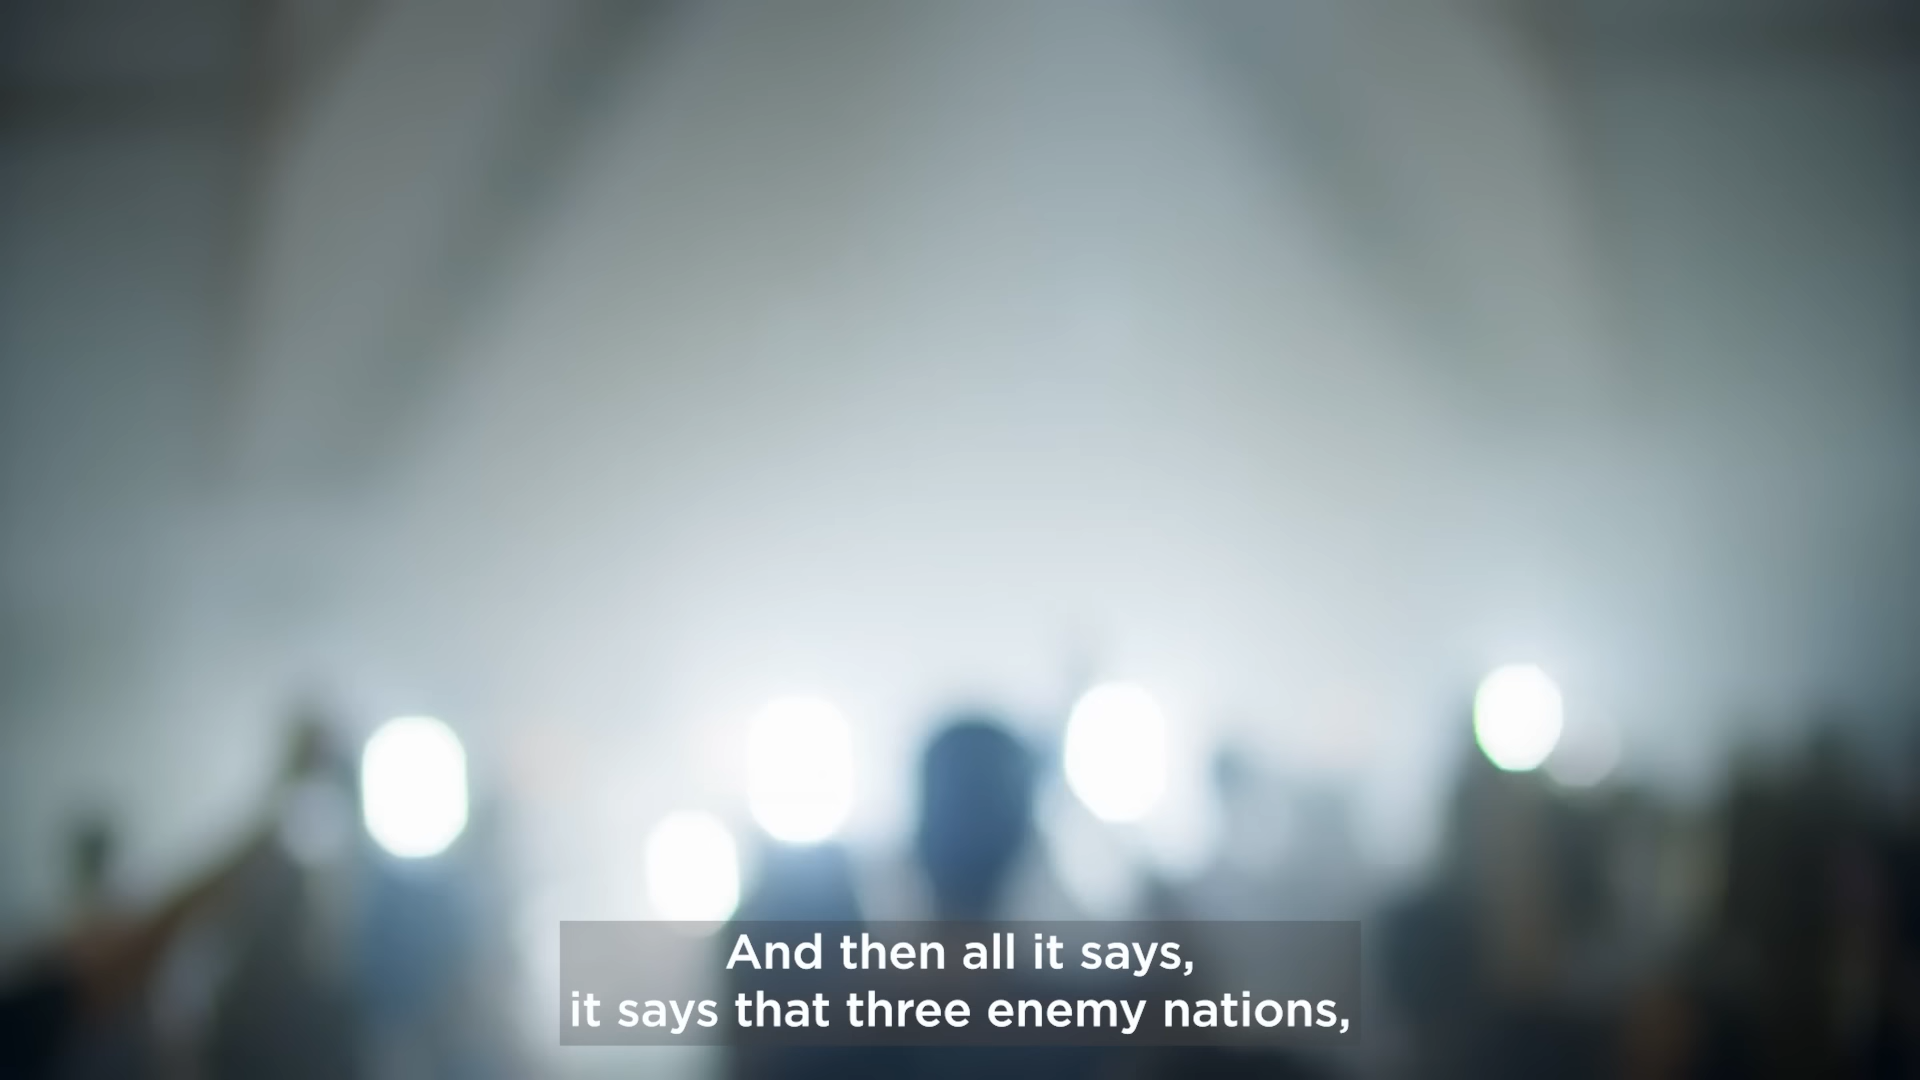 And then all it says,
it says that three enemy nations,